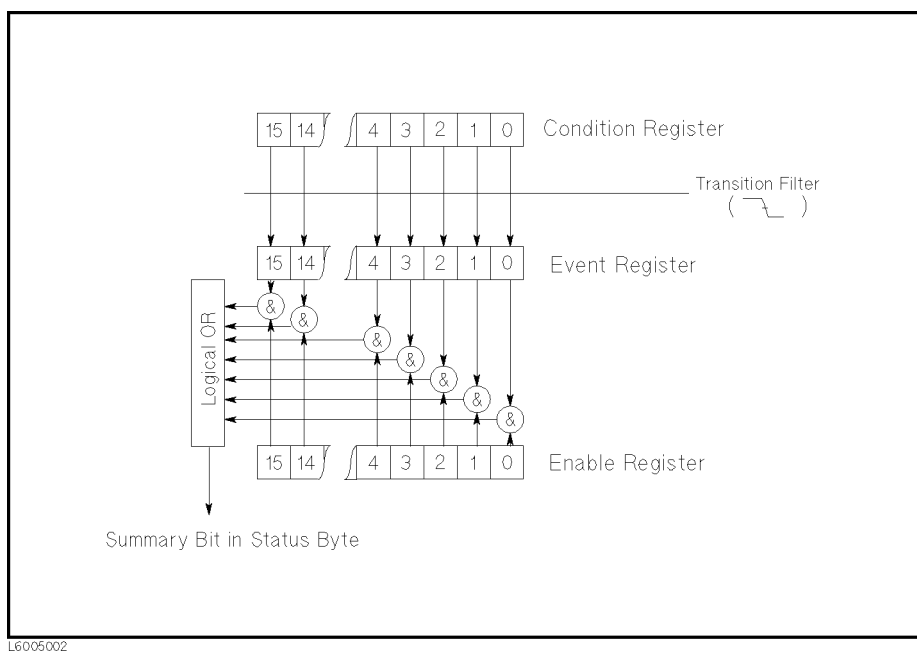 15 14 4 3 2 1 0 Condition Register
Transition Filter
( )
15 14 4 3 2 1 0 Event Register
& & & & & & &
Logical OR
15 14 4 3 2 1 0 Enable Register
Summary Bit in Status Byte
L6005002